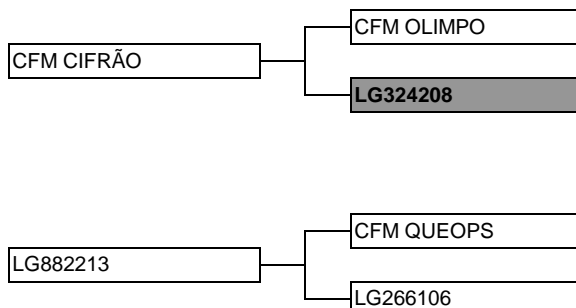 CFM OLIMPO
CFM CIFRÃO
LG324208
CFM QUEOPS
LG882213
LG266106